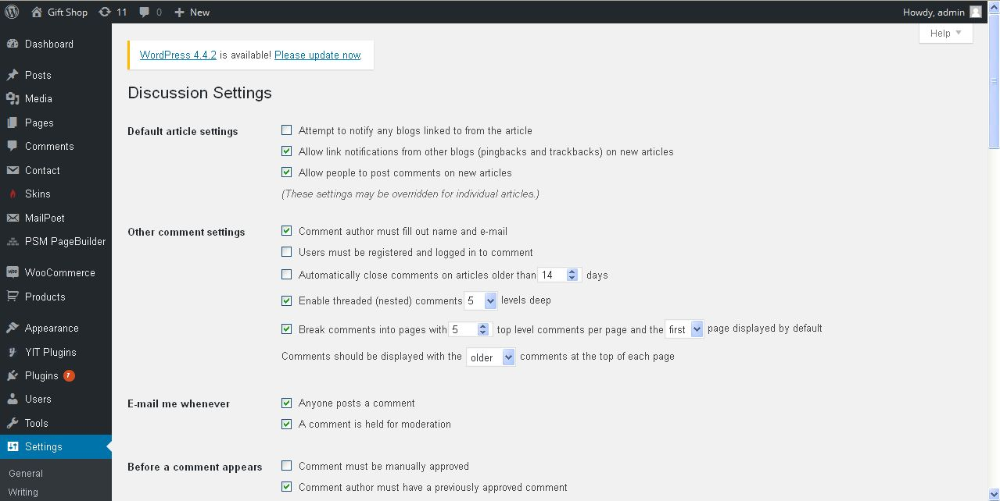 Gift Shop 11 0 New Howdy, admin
Help
Dashboard
Posts
Media
Pages
Comments
Contact
Skins
MailPoet
PSM PageBuilder
WooCommerce
Products
Appearance
YIT Plugins
Plugins
Users
Tools
Settings
General
Writing
WordPress 4.4.2 is available! Please update now.
Discussion Settings
Default article settings
Attempt to notify any blogs linked to from the article
Allow link notifications from other blogs (pingbacks and trackbacks) on new articles
Allow people to post comments on new articles
(These settings may be overridden for individual articles.)
Other comment settings
Comment author must fill out name and e-mail
Users must be registered and logged in to comment
Automatically close comments on articles older than 14 days
Enable threaded (nested) comments 5 levels deep
Break comments into pages with 5 top level comments per page and the first page displayed by default
Comments should be displayed with the older comments at the top of each page
E-mail me whenever
Anyone posts a comment
A comment is held for moderation
Before a comment appears
Comment must be manually approved
Comment author must have a previously approved comment